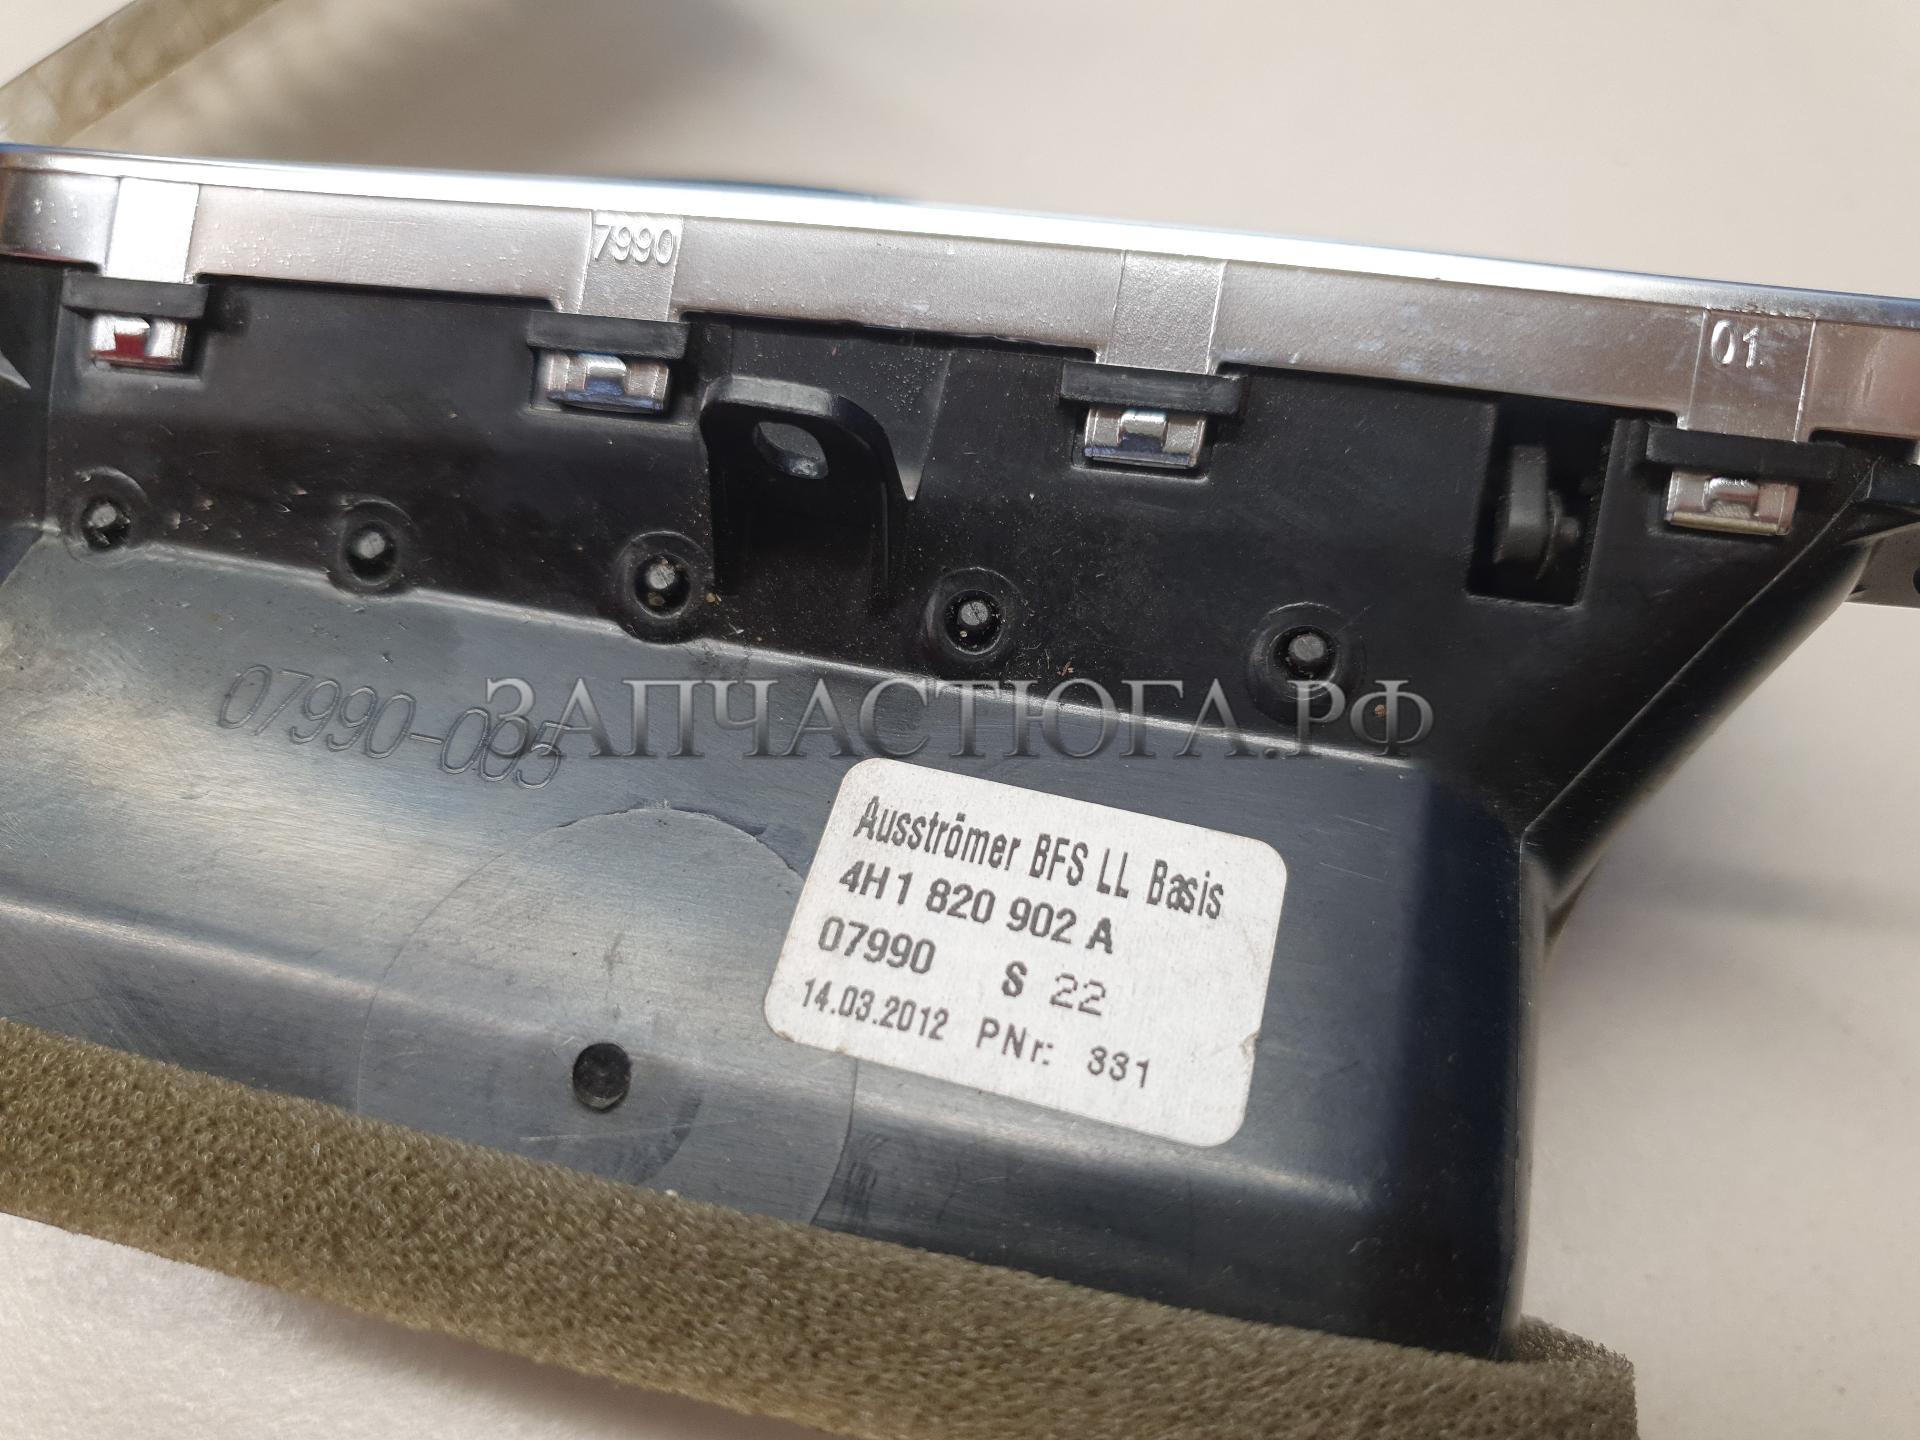 7990
01
07990-005
ЗАПЧАСТЮГА.РФ
Ausströmer BFS LL Basis
4H1 820 902 A
07990 S 22
14.03.2012 PNr: 331